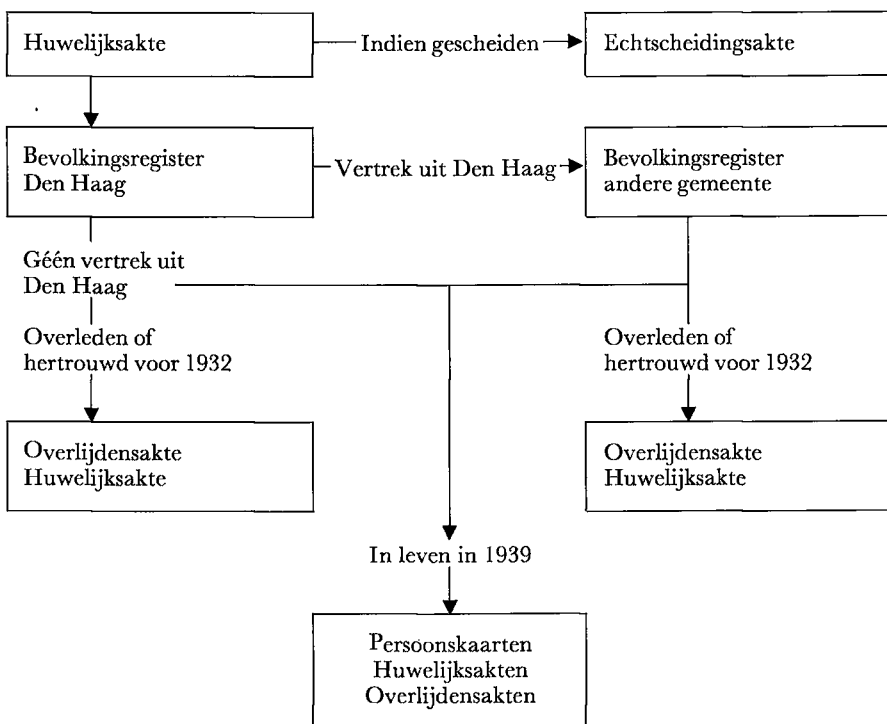 Huwelijksakte
Indien gescheiden
Echtscheidingsakte
Bevolkingsregister
Den Haag
Vertrek uit Den Haag
Bevolkingsregister
andere gemeente
Géén vertrek uit
Den Haag
Overleden of
hertrouwd voor 1932
Overleden of
hertrouwd voor 1932
Overlijdensakte
Huwelijksakte
Overlijdensakte
Huwelijksakte
In leven in 1939
Persoonskaarten
Huwelijksakten
Overlijdensakten